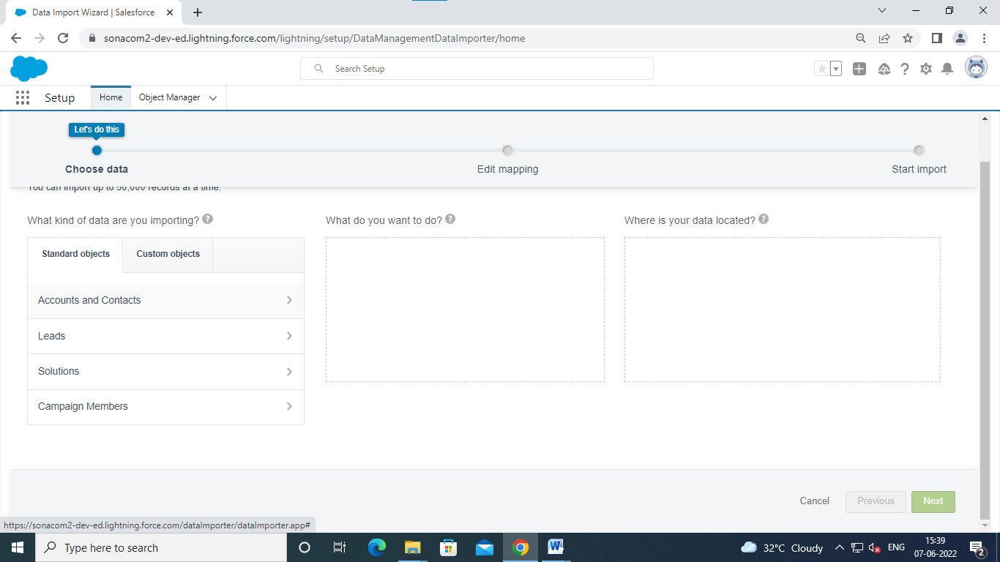 Data Import Wizard | Salesforce
sonacom2-dev-ed.lightning.force.com/lightning/setup/DataManagementDataImporter/home
Search Setup
Setup
Home
Object Manager
Let's do this
Choose data
Edit mapping
Start import
You can import up to 50,000 records at a time.
What kind of data are you importing? ?
What do you want to do? ?
Where is your data located? ?
Standard objects
Custom objects
Accounts and Contacts
Leads
Solutions
Campaign Members
Cancel
Previous
Next
https://sonacom2-dev-ed.lightning.force.com/dataImporter/dataImporter.app#
Type here to search
32°C Cloudy
ENG
15:39
07-06-2022
2